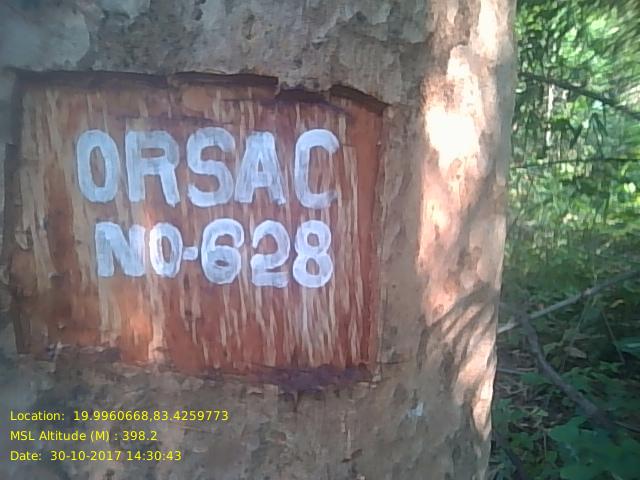 ORSAC
NO-628
Location: 19.9960668,83.4259773
MSL Altitude (M) : 398.2
Date: 30-10-2017 14:30:43